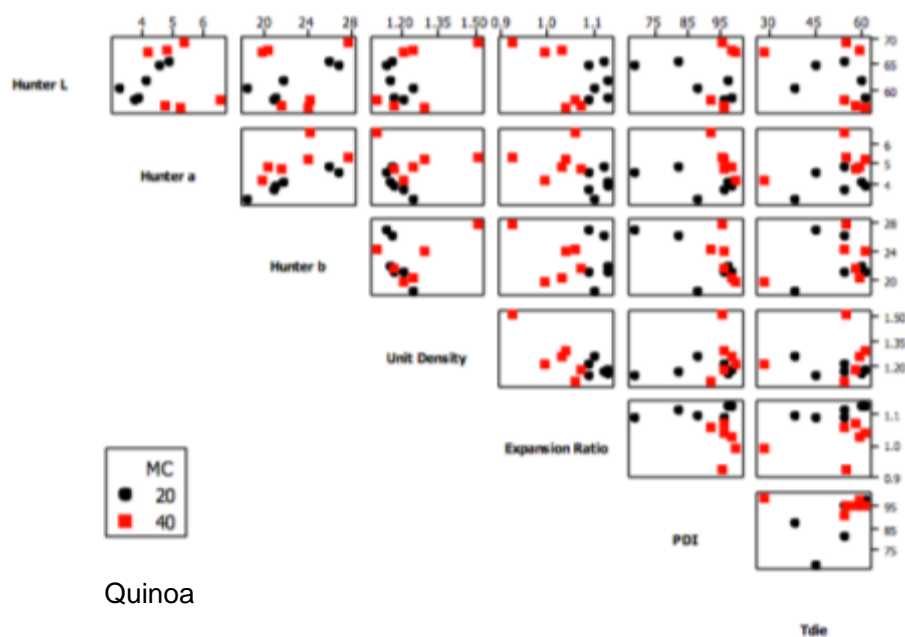 4 5 6 20 24 28 1.20 1.35 1.50 0.9 1.0 1.1 75 85 95 30 45 60
Hunter L
70
60
Hunter a
6
5
4
Hunter b
28
24
20
Unit Density
1.50
1.35
1.20
Expansion Ratio
1.1
1.0
0.9
PDI
95
85
75
Tdie
MC
20
40
Quinoa